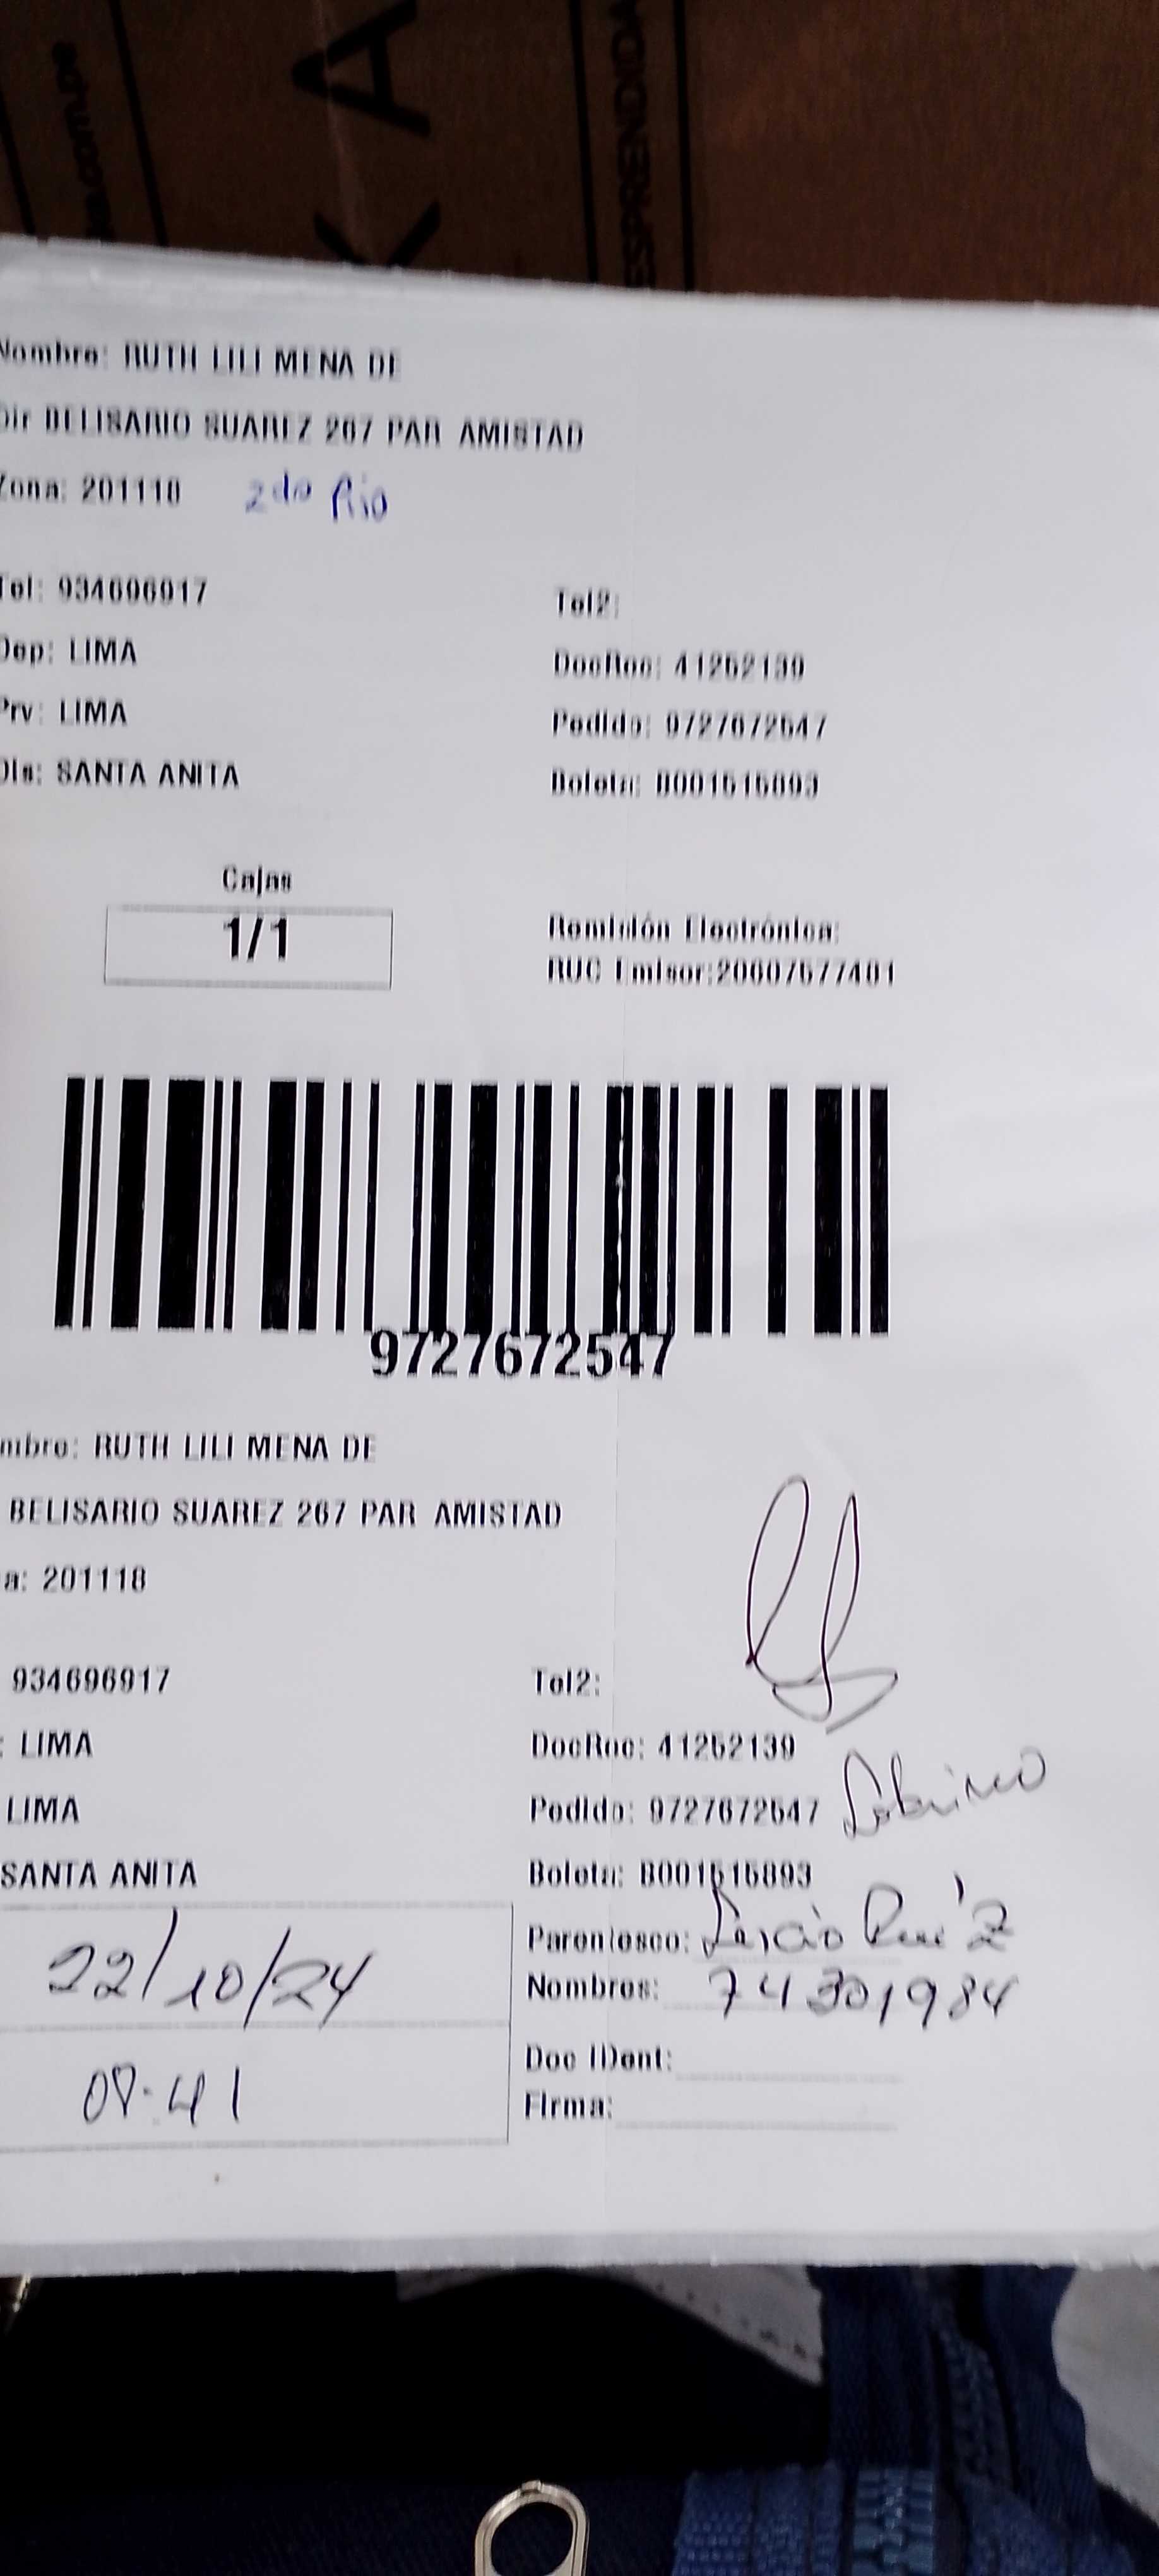 KA
ESPRENDIDA
Nombre: RUTH LILI MENA DE
Dir BELISARIO SUAREZ 267 PAR AMISTAD
Zona: 201118 2do Piso
Tel: 934696917 Tel2:
Dep: LIMA DocRec: 41252139
Prv: LIMA Pedido: 9727672547
Dis: SANTA ANITA Boleta: B001515893
Cajas
1/1
Remisión Electrónica:
RUC Emisor:20607577401
9727672547
mbre: RUTH LILI MENA DE
BELISARIO SUAREZ 267 PAR AMISTAD
a: 201118
934696917 Tel2:
: LIMA DocRec: 41252139
LIMA Pedido: 9727672547 Sobrino
SANTA ANITA Boleta: B001515893
22/10/24 Parentesco: Ruiz
Nombres: 74301984
Doc IDent:
Firma: